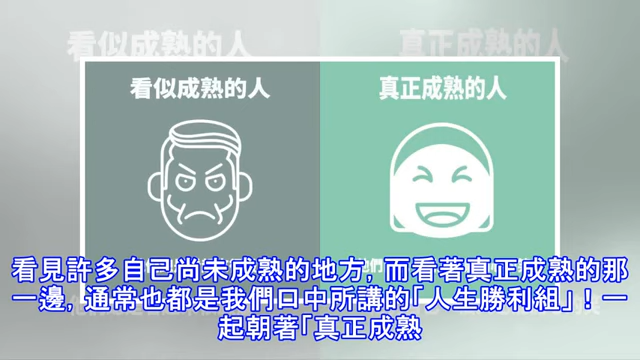 看似成熟的人
真正成熟的人
看似成熟的人
真正成熟的人
看見許多自己尚未成熟的地方, 而看著真正成熟的那
一邊, 通常也都是我們口中所講的「人生勝利組」! 一
起朝著「真正成熟